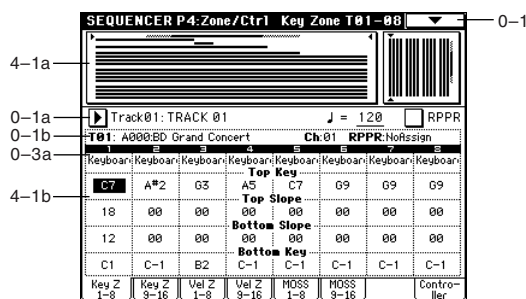 SEQUENCER P4:Zone/Ctrl Key Zone T01-08
0-1
4-1a
0-1a Track01: TRACK 01 ♩ = 120 RPPR
0-1b T01: A000:BD Grand Concert Ch:01 RPPR:NoAssign
0-3a 1 2 3 4 5 6 7 8
Keyboar Keyboar Keyboar Keyboar Keyboar Keyboar Keyboar Keyboar
Top Key
4-1b C7 A#2 G3 A5 C7 G9 G9 G9
Top Slope
18 00 00 00 00 00 00 00
Bottom Slope
12 00 00 00 00 00 00 00
Bottom Key
C1 C-1 B2 C-1 C-1 C-1 C-1 C-1
Key Z 1-8 Key Z 9-16 Vel Z 1-8 Vel Z 9-16 MOSS 1-8 MOSS 9-16 Contro-ller